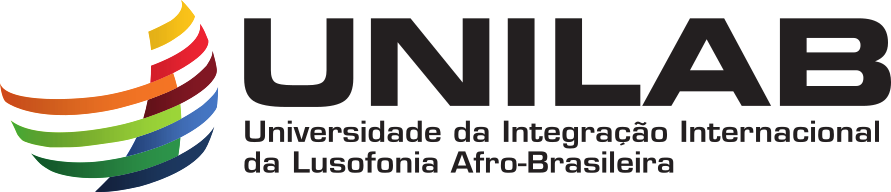 UNILAB
Universidade da Integração Internacional
da Lusofonia Afro-Brasileira